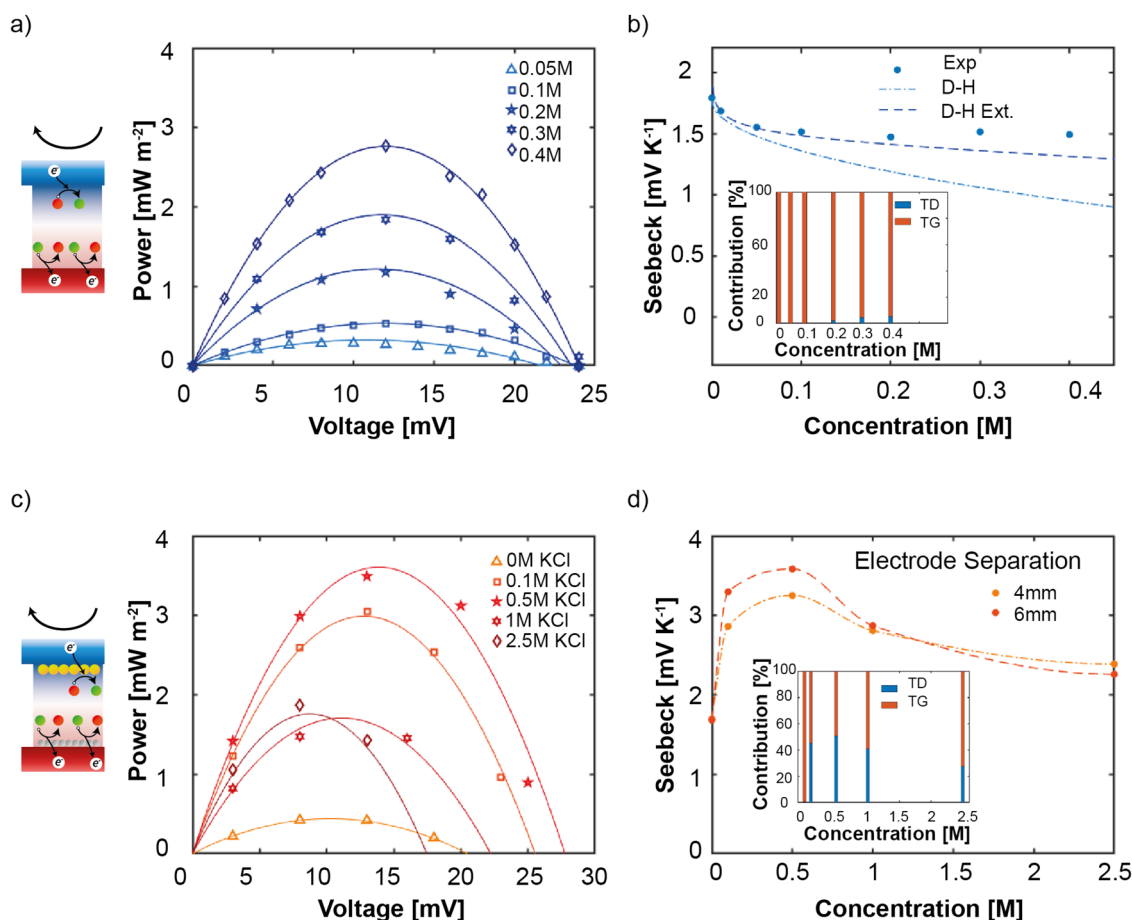 a)
e-
e-
e-
Power [mW m-2]
4
3
2
1
0
0.05M
0.1M
0.2M
0.3M
0.4M
0
5
10
15
20
25
Voltage [mV]
b)
Seebeck [mV K-1]
2
1.5
1
0.5
0
Exp
D-H
D-H Ext.
Contribution [%]
100
60
40
20
0
TD
TG
0
0.1
0.2
0.3
0.4
Concentration [M]
0
0.1
0.2
0.3
0.4
Concentration [M]
c)
e-
e-
e-
Power [mW m-2]
4
3
2
1
0
0M KCl
0.1M KCl
0.5M KCl
1M KCl
2.5M KCl
0
5
10
15
20
25
30
Voltage [mV]
d)
Seebeck [mV K-1]
4
3
2
1
0
Electrode Separation
4mm
6mm
Contribution [%]
100
80
60
40
20
0
TD
TG
0
0.5
1
1.5
2
2.5
Concentration [M]
0
0.5
1
1.5
2
2.5
Concentration [M]